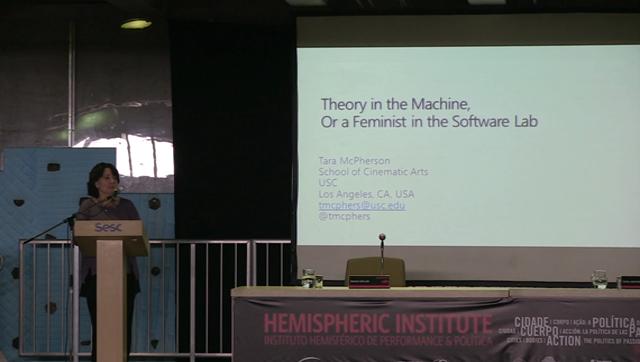 Theory in the Machine,
Or a Feminist in the Software Lab
Tara McPherson
School of Cinematic Arts
USC
Los Angeles, CA, USA
tmcphers@usc.edu
@tmcphers
Sesc
HEMISPHERIC INSTITUTE
INSTITUTO HEMISFÉRICO DE PERFORMANCE & POLÍTICA
CIDADE
CUERPO
ACTION